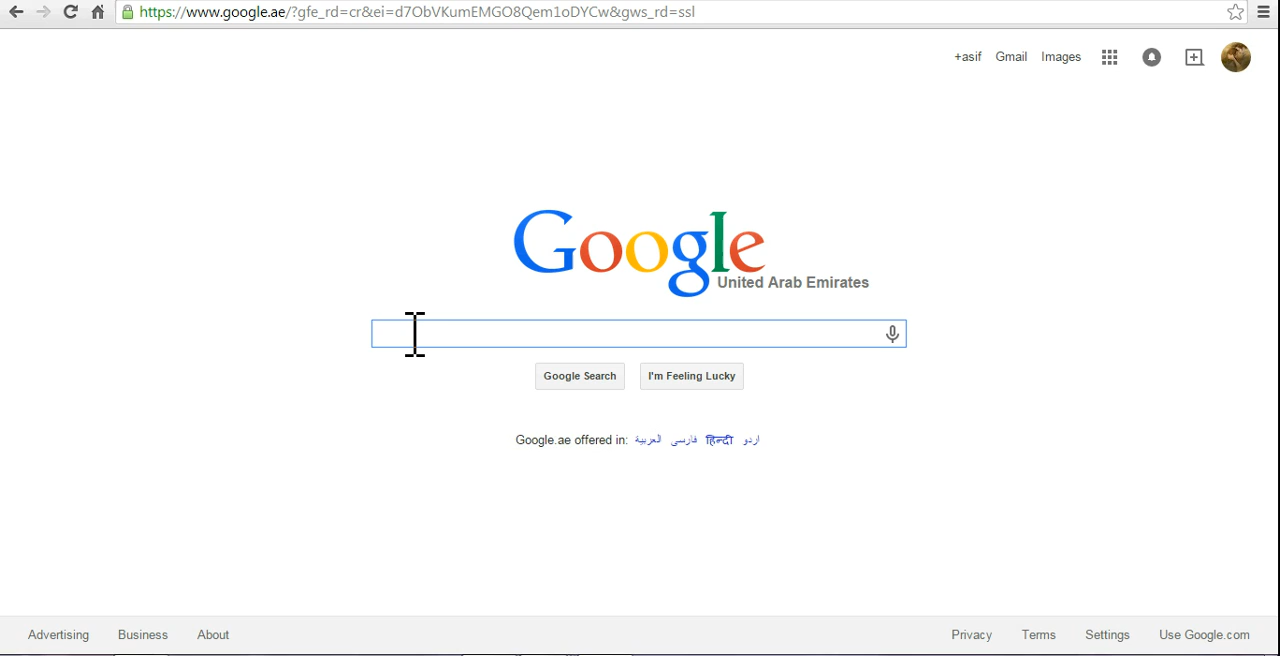 https://www.google.ae/?gfe_rd=cr&ei=d7ObVKumEMGO8Qem1oDYCw&gws_rd=ssl
+asif Gmail Images
Google
United Arab Emirates
Google Search I'm Feeling Lucky
Google.ae offered in: العربية فارسی हिन्दी اردو
Advertising Business About Privacy Terms Settings Use Google.com